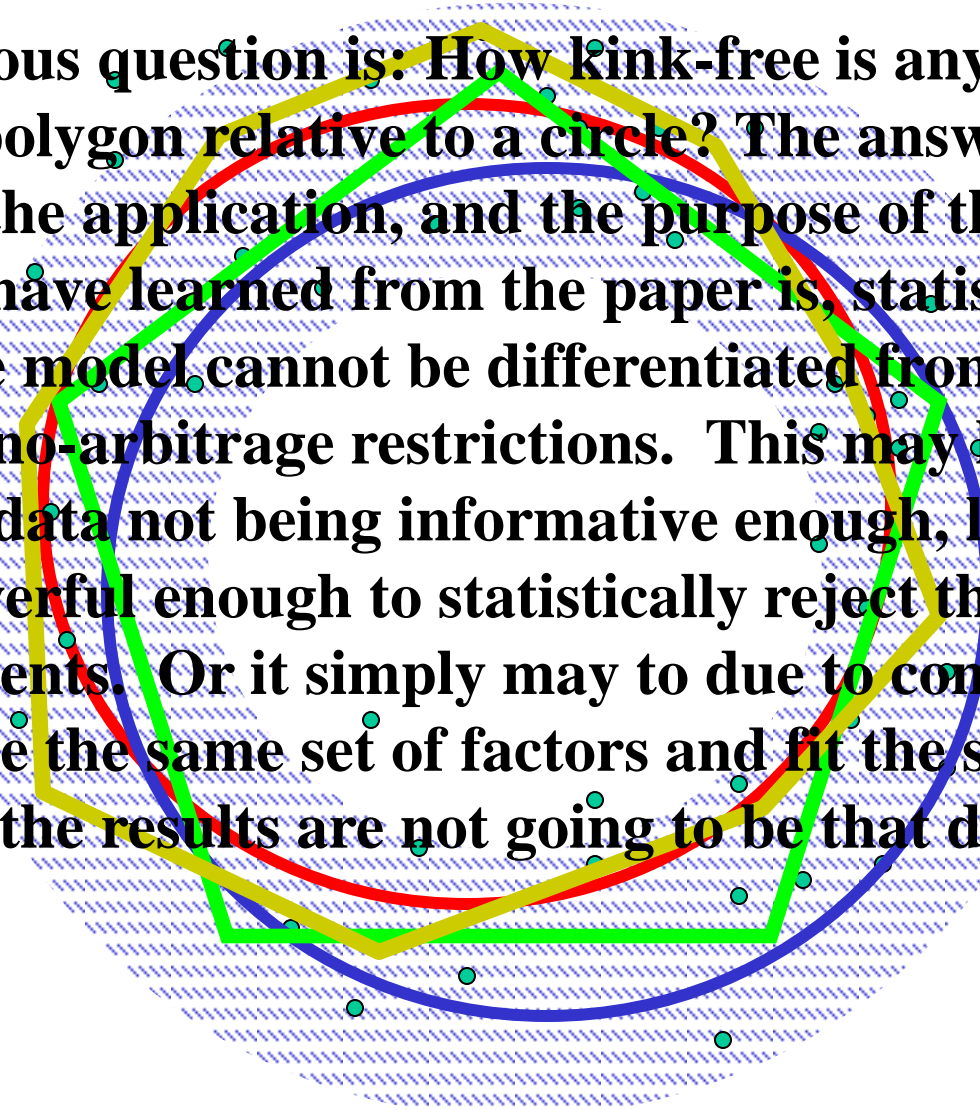 ous question is: How kink-free is any
polygon relative to a circle? The answ
the application, and the purpose of th
have learned from the paper is, statis
e model cannot be differentiated from
no-arbitrage restrictions.  This may
data not being informative enough,
verful enough to statistically reject th
ents.  Or it simply may to due to con
e the same set of factors and fit the s
the results are not going to be that d